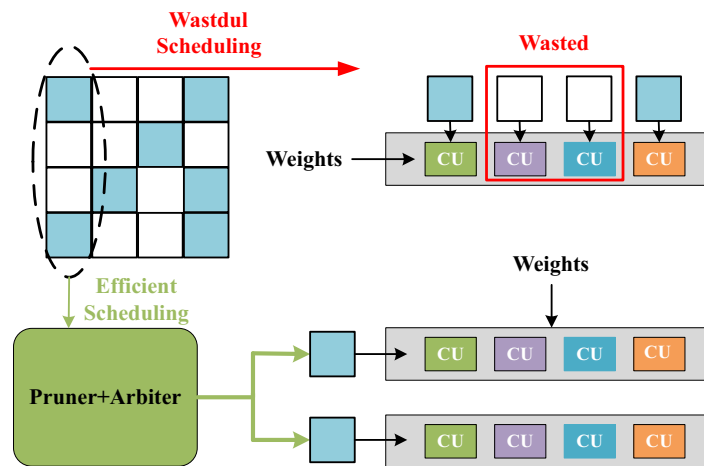 Wastdul
Scheduling
Wasted
Weights
CU CU CU CU
Efficient
Scheduling
Weights
Pruner+Arbiter
CU CU CU CU
CU CU CU CU